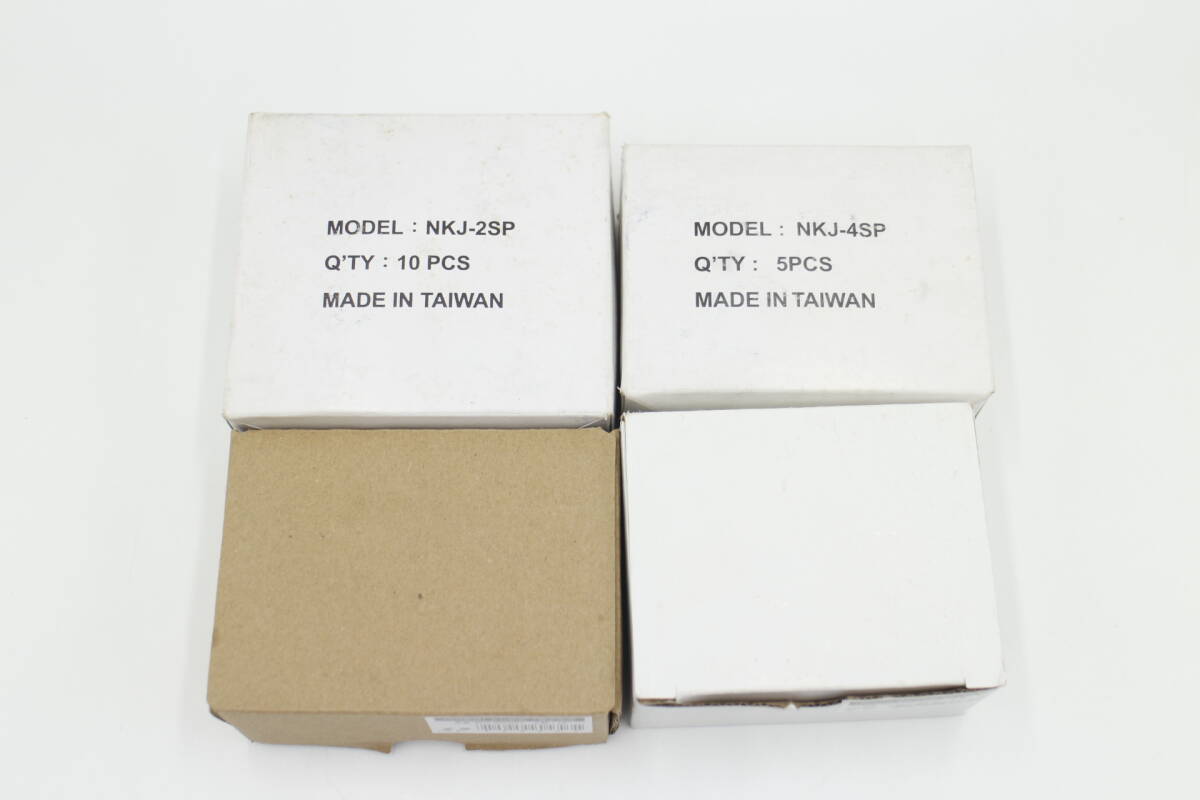 MODEL : NKJ-2SP
Q'TY : 10 PCS
MADE IN TAIWAN
MODEL : NKJ-4SP
Q'TY : 5PCS
MADE IN TAIWAN